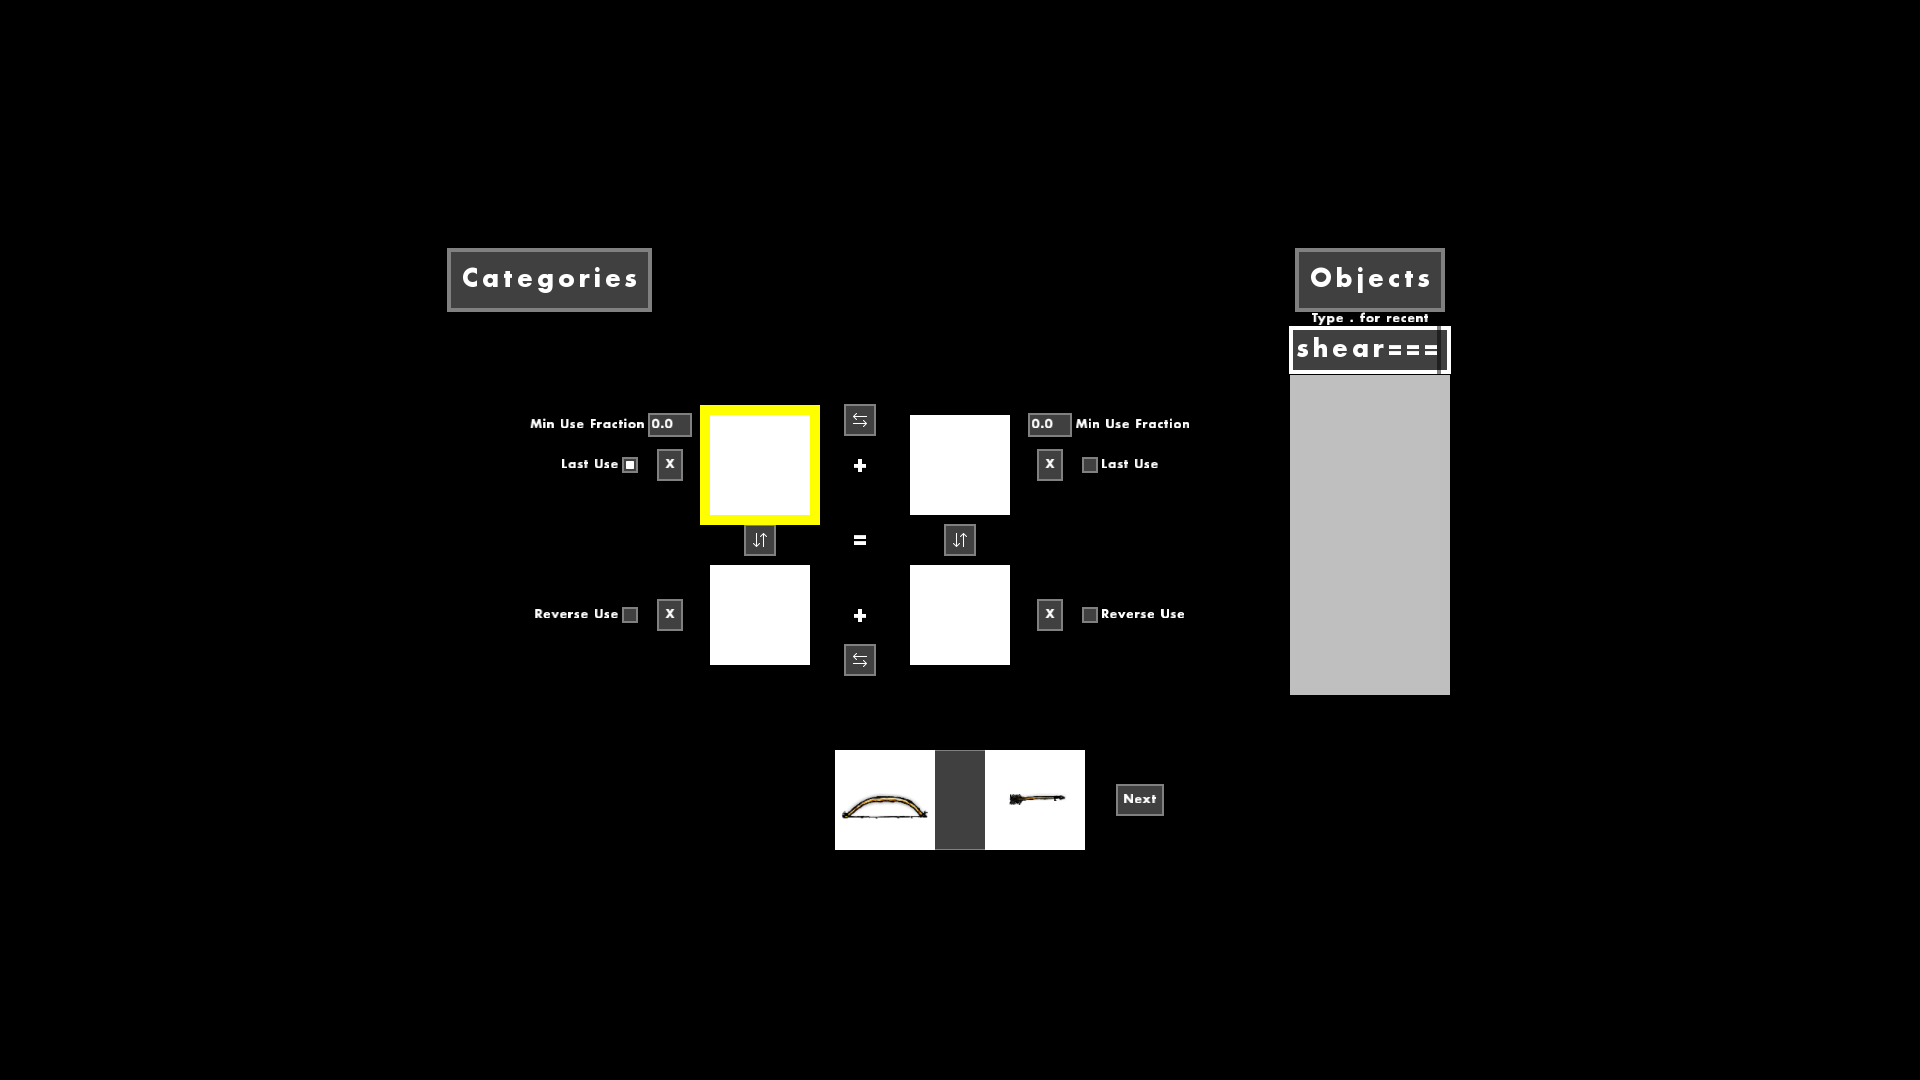 Categories
Objects
Type . for recent
shear===
Min Use Fraction 0.0
0.0 Min Use Fraction
Last Use X
+
X Last Use
=
Reverse Use X
+
X Reverse Use
Next